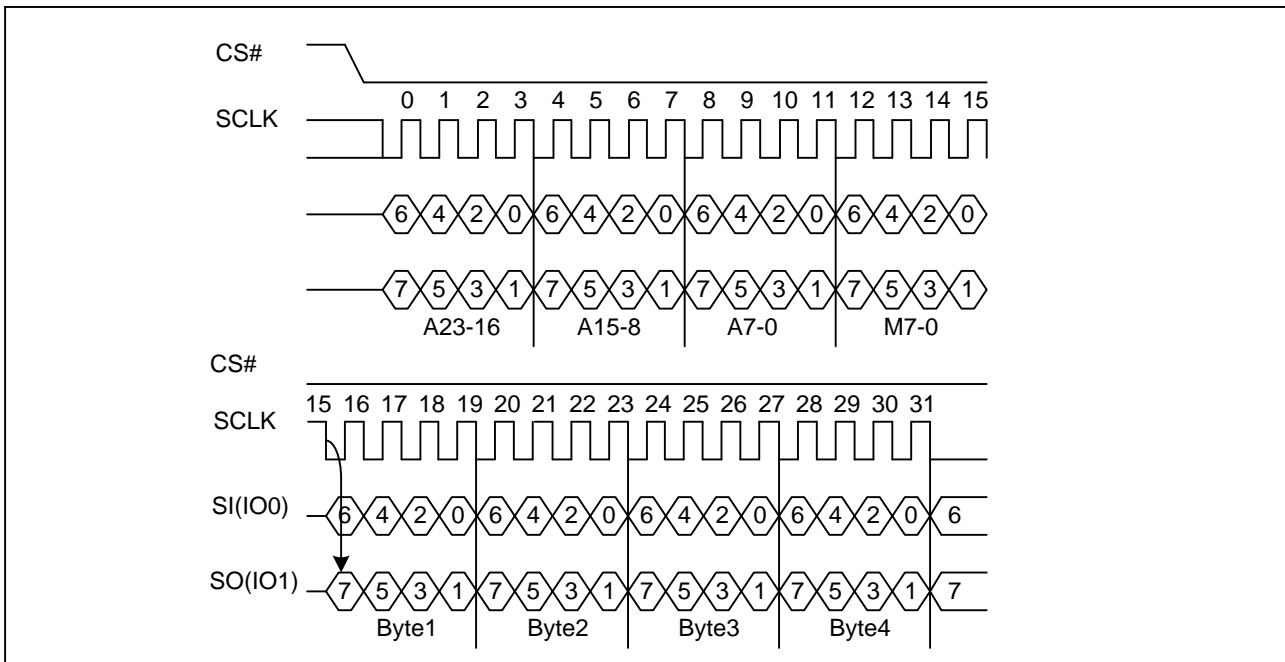 CS#
0 1 2 3 4 5 6 7 8 9 10 11 12 13 14 15
SCLK
6 4 2 0 6 4 2 0 6 4 2 0 6 4 2 0
7 5 3 1 7 5 3 1 7 5 3 1 7 5 3 1
A23-16 A15-8 A7-0 M7-0
CS#
15 16 17 18 19 20 21 22 23 24 25 26 27 28 29 30 31
SCLK
SI(IO0) 6 4 2 0 6 4 2 0 6 4 2 0 6 4 2 0 6
SO(IO1) 7 5 3 1 7 5 3 1 7 5 3 1 7 5 3 1 7
Byte1 Byte2 Byte3 Byte4